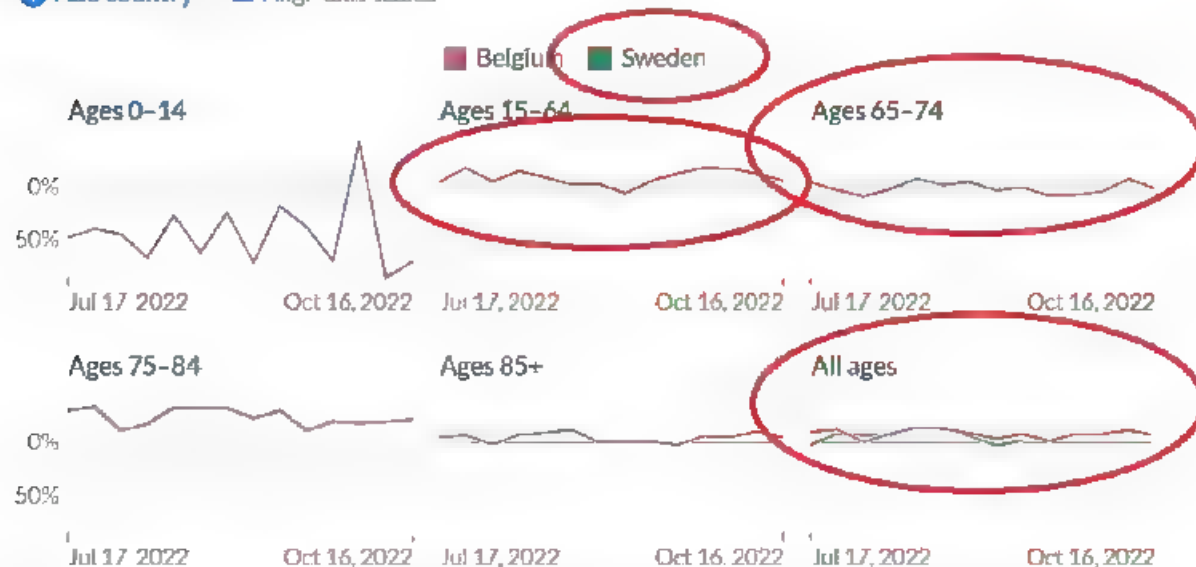 Belgium Sweden
Ages 0-14 Ages 15-64 Ages 65-74
0%
50%
Jul 17 2022 Oct 16, 2022 Jul 17, 2022 Oct 16, 2022 Jul 17, 2022 Oct 16, 2022
Ages 75-84 Ages 85+ All ages
0%
50%
Jul 17 2022 Oct 16, 2022 Jul 17, 2022 Oct 16, 2022 Jul 17, 2022 Oct 16, 2022